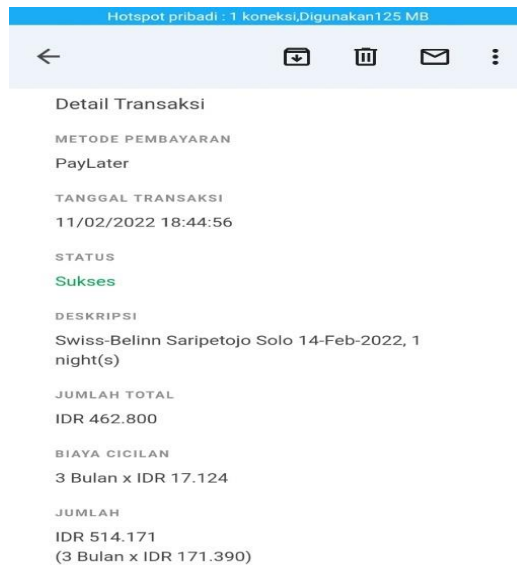 Hotspot pribadi : 1 koneksi,Digunakan125 MB
Detail Transaksi
METODE PEMBAYARAN
PayLater
TANGGAL TRANSAKSI
11/02/2022 18:44:56
STATUS
Sukses
DESKRIPSI
Swiss-Belinn Saripetojo Solo 14-Feb-2022, 1
night(s)
JUMLAH TOTAL
IDR 462.800
BIAYA CICILAN
3 Bulan x IDR 17.124
JUMLAH
IDR 514.171
(3 Bulan x IDR 171.390)